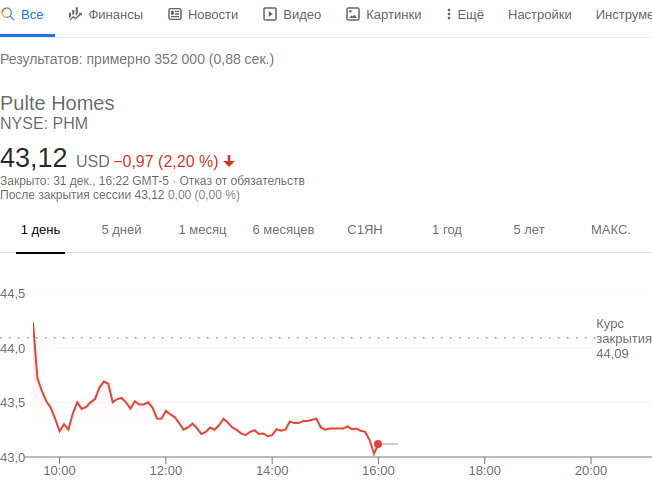 Все Финансы Новости Видео Картинки Ещё Настройки Инструме
Результатов: примерно 352 000 (0,88 сек.)
Pulte Homes
NYSE: PHM
43,12 USD −0,97 (2,20 %)
Закрыто: 31 дек., 16:22 GMT-5 · Отказ от обязательств
После закрытия сессии 43,12 0,00 (0,00 %)
1 день 5 дней 1 месяц 6 месяцев С1ЯН 1 год 5 лет МАКС.
44,5
Курс
закрытия
44,09
44,0
43,5
43,0
10:00 12:00 14:00 16:00 18:00 20:00